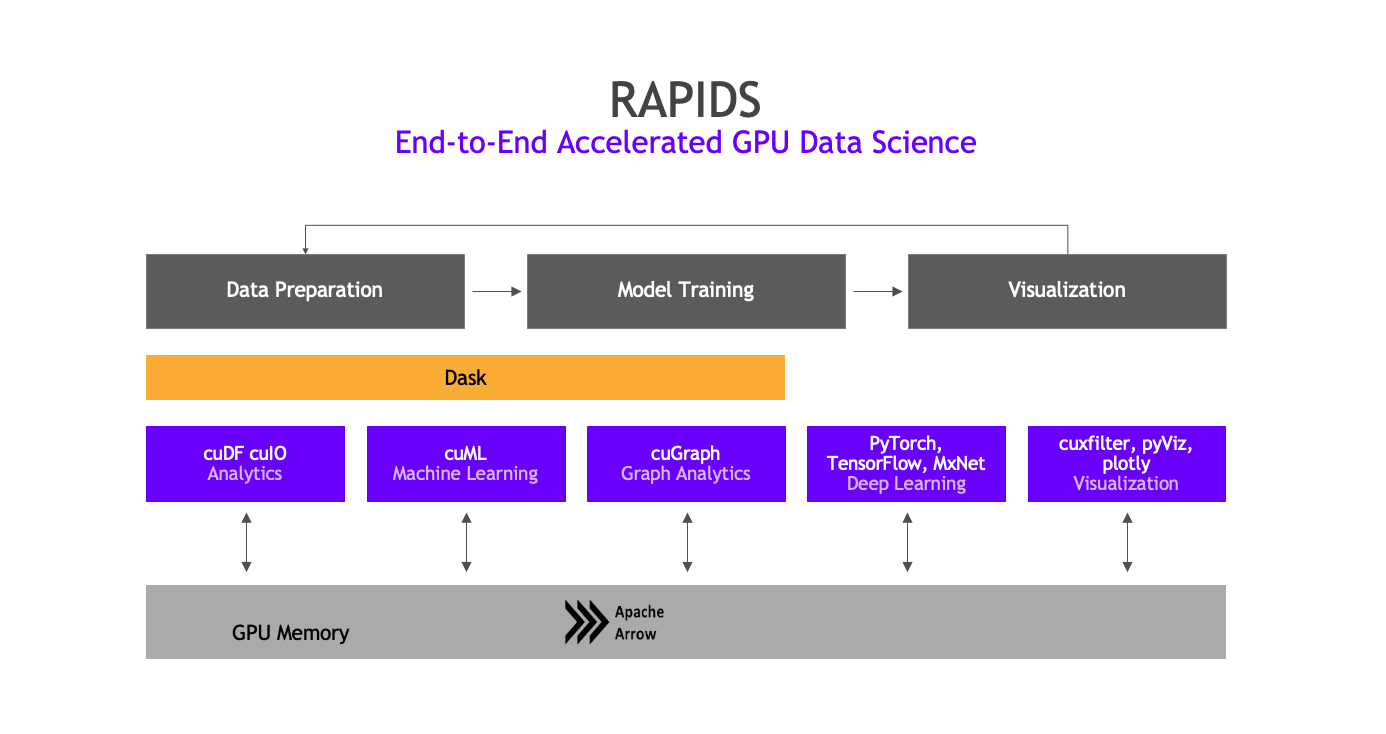 RAPIDS
End-to-End Accelerated GPU Data Science
Data Preparation
Model Training
Visualization
Dask
cuDF cuIO
Analytics
cuML
Machine Learning
cuGraph
Graph Analytics
PyTorch,
TensorFlow, MxNet
Deep Learning
cuxfilter, pyViz,
plotly
Visualization
GPU Memory
Apache
Arrow